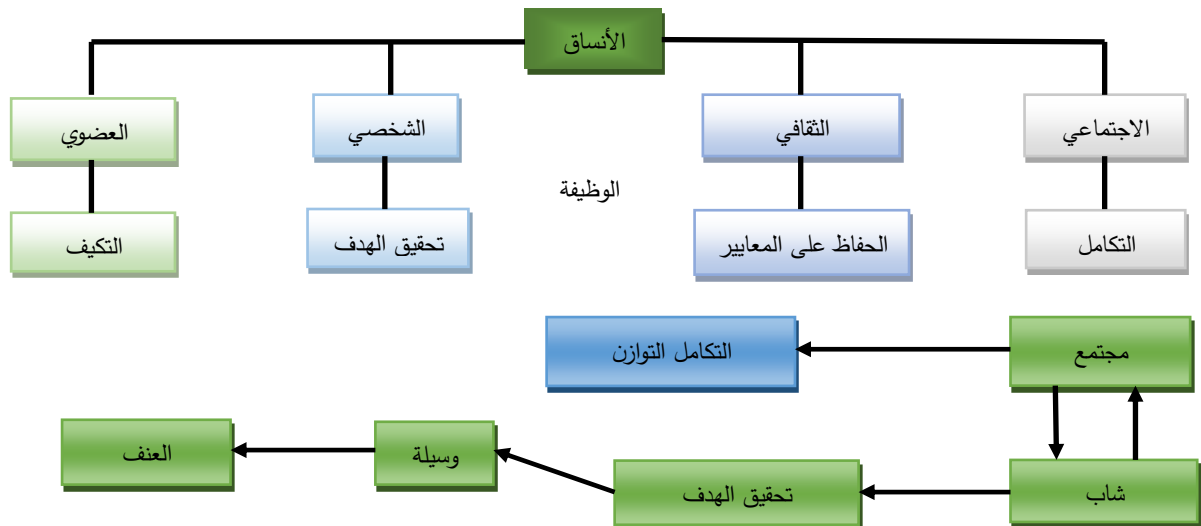 الأنساق
الاجتماعي
الثقافي
الشخصي
العضوي
الوظيفة
التكامل
الحفاظ على المعايير
تحقيق الهدف
التكيف
مجتمع
التكامل التوازن
شاب
تحقيق الهدف
وسيلة
العنف